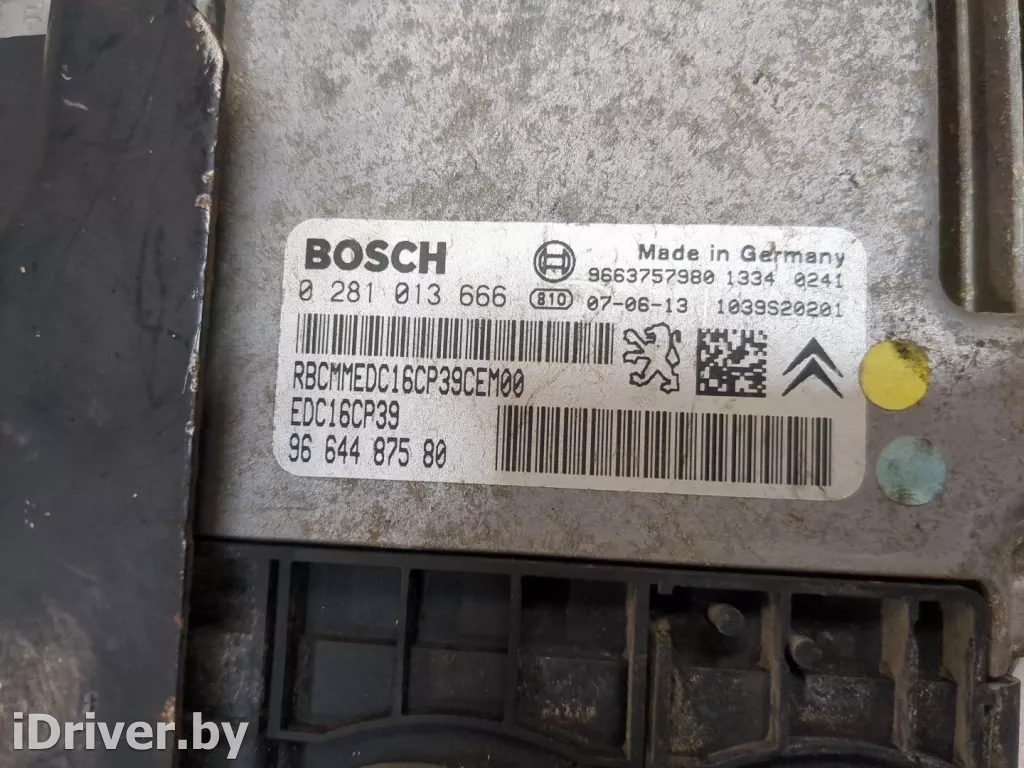 BOSCH
Made in Germany
9663757980 1334 0241
0 281 013 666 810 07-06-13 1039S20201
RBCMMEDC16CP39CEM00
EDC16CP39
96 644 875 80
iDriver.by